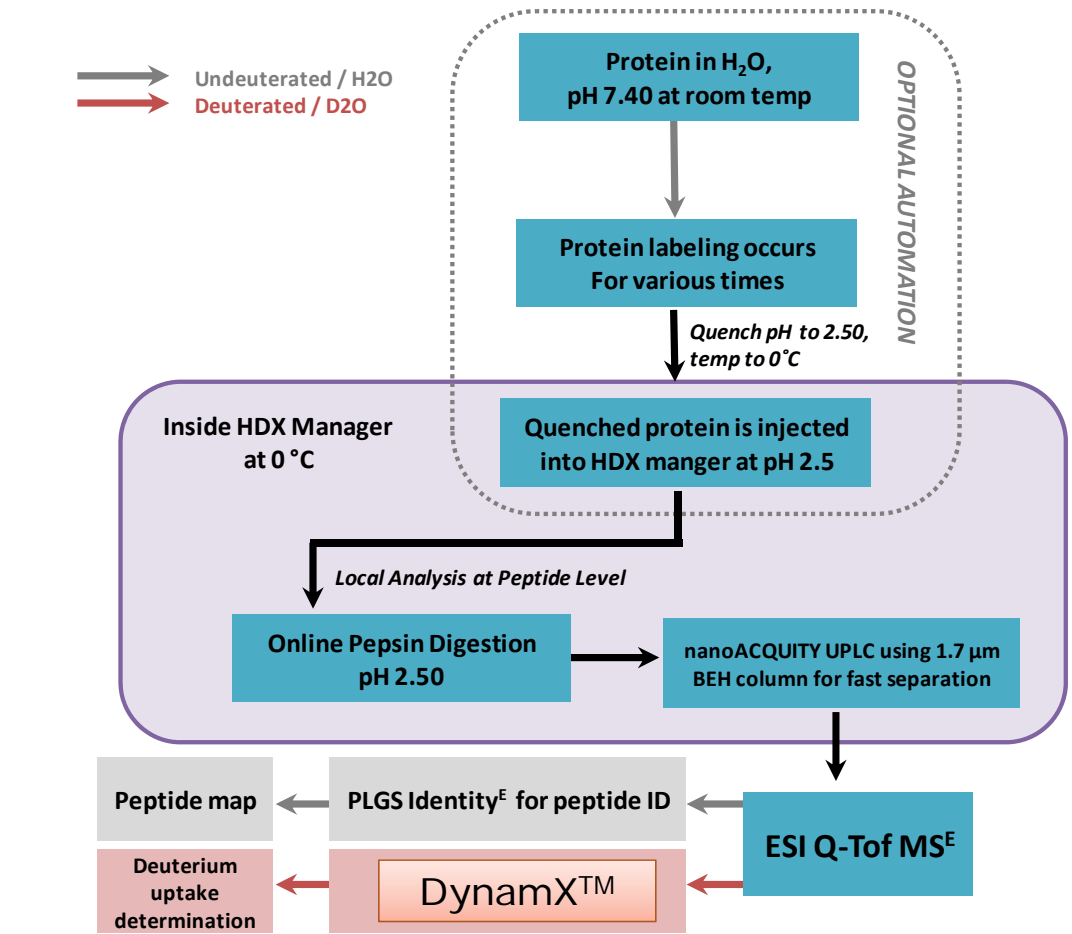 Undeuterated / H2O
Deuterated / D2O
Protein in H₂O,
pH 7.40 at room temp
OPTIONAL AUTOMATION
Protein labeling occurs
For various times
Quench pH to 2.50,
temp to 0˚C
Inside HDX Manager
at 0 °C
Quenched protein is injected
into HDX manger at pH 2.5
Local Analysis at Peptide Level
Online Pepsin Digestion
pH 2.50
nanoACQUITY UPLC using 1.7 µm
BEH column for fast separation
Peptide map
PLGS Identityᴱ for peptide ID
ESI Q-Tof MSᴱ
Deuterium
uptake
determination
DynamX™